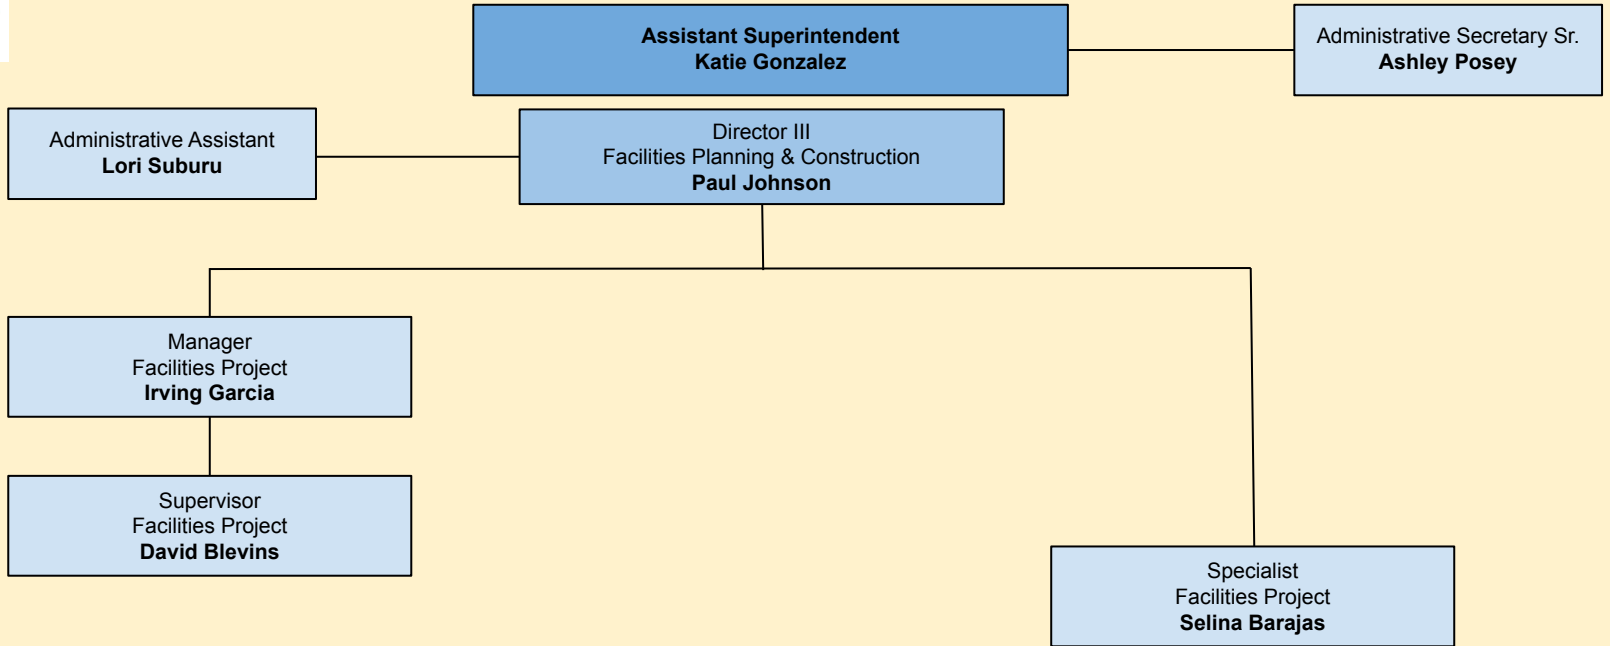 Assistant Superintendent
Katie Gonzalez
Administrative Secretary Sr.
Ashley Posey
Administrative Assistant
Lori Suburu
Director III
Facilities Planning & Construction
Paul Johnson
Manager
Facilities Project
Irving Garcia
Supervisor
Facilities Project
David Blevins
Specialist
Facilities Project
Selina Barajas